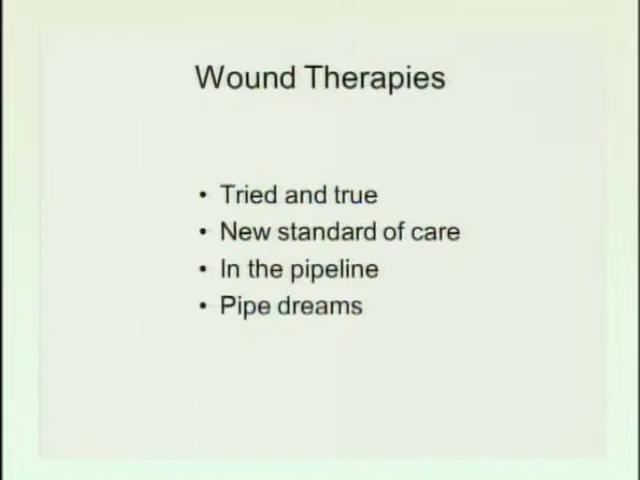 Wound Therapies
• Tried and true
• New standard of care
• In the pipeline
• Pipe dreams